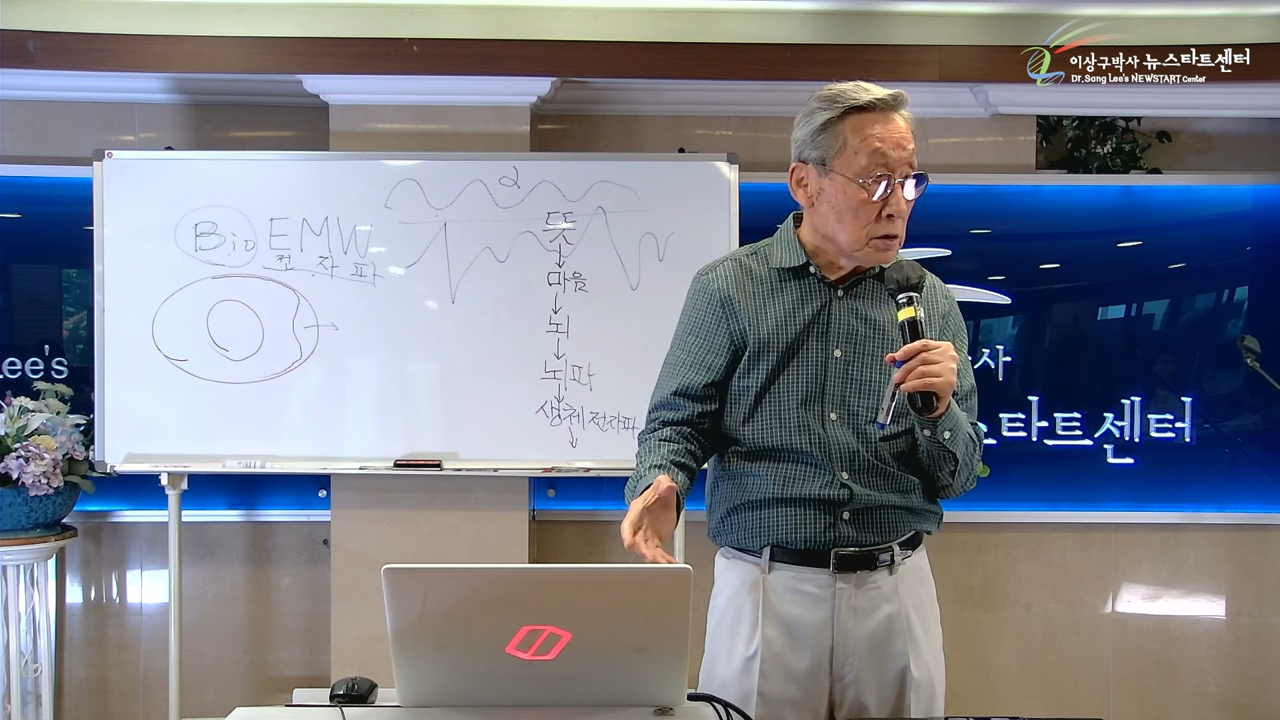 이상구박사 뉴스타트센터
Dr. Sang Lee's NEWSTART Center
α
Bio EMW
전자파
뜻
마음
뇌
뇌파
생체전자파
Lee's
사
스타트센터